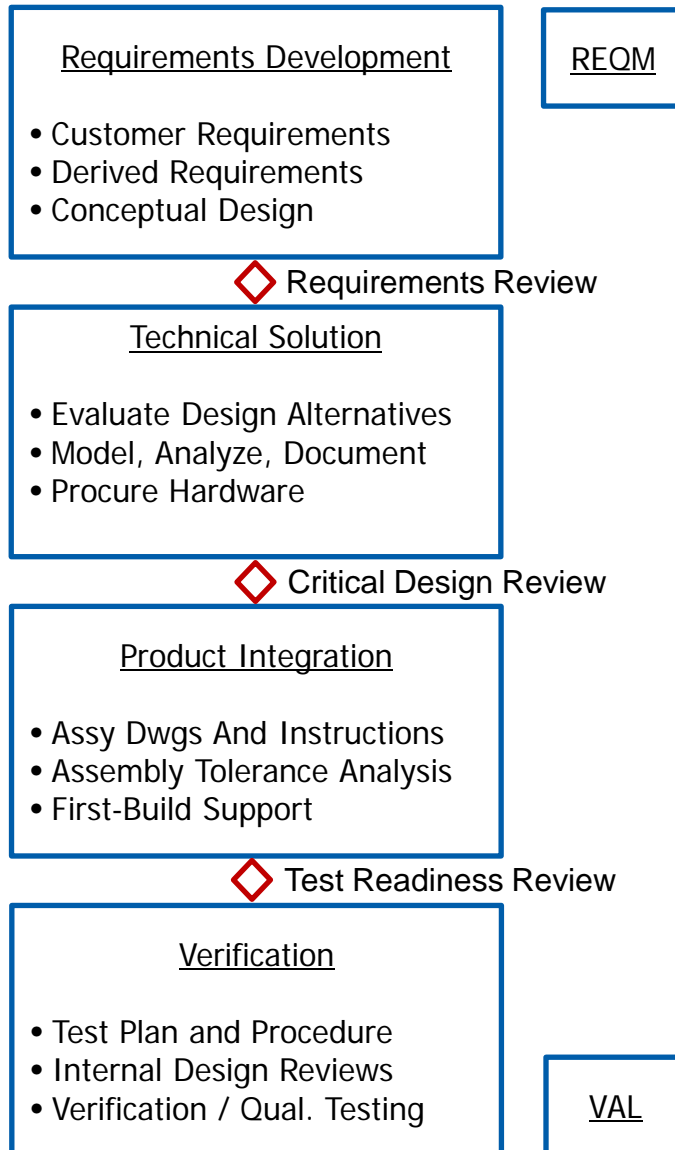 Requirements Development
REQM
• Customer Requirements
• Derived Requirements
• Conceptual Design
Requirements Review
Technical Solution
• Evaluate Design Alternatives
• Model, Analyze, Document
• Procure Hardware
Critical Design Review
Product Integration
• Assy Dwgs And Instructions
• Assembly Tolerance Analysis
• First-Build Support
Test Readiness Review
Verification
• Test Plan and Procedure
• Internal Design Reviews
• Verification / Qual. Testing
VAL